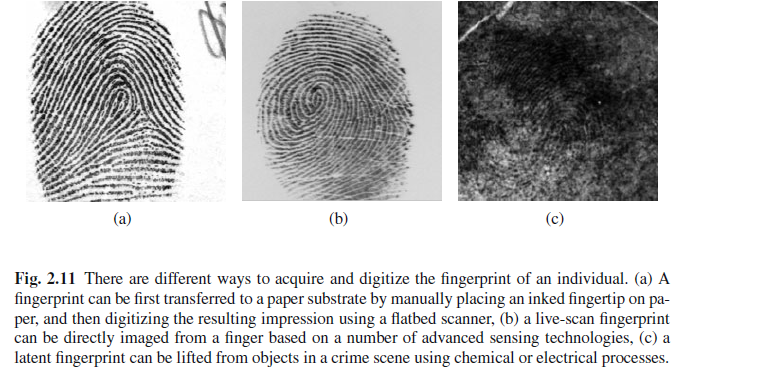 (a)
(b)
(c)
Fig. 2.11 There are different ways to acquire and digitize the fingerprint of an individual. (a) A
fingerprint can be first transferred to a paper substrate by manually placing an inked fingertip on pa-
per, and then digitizing the resulting impression using a flatbed scanner, (b) a live-scan fingerprint
can be directly imaged from a finger based on a number of advanced sensing technologies, (c) a
latent fingerprint can be lifted from objects in a crime scene using chemical or electrical processes.